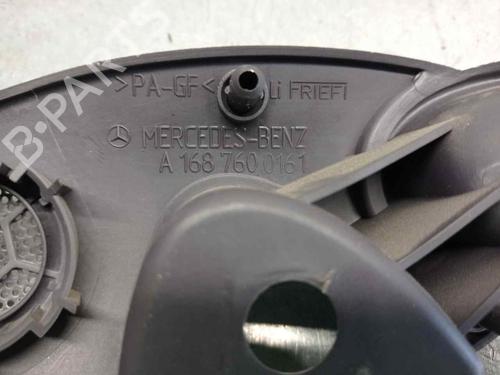 >PA-GF<
FRIEFI
MERCEDES-BENZ
A 168 760 0161
B-PARTS